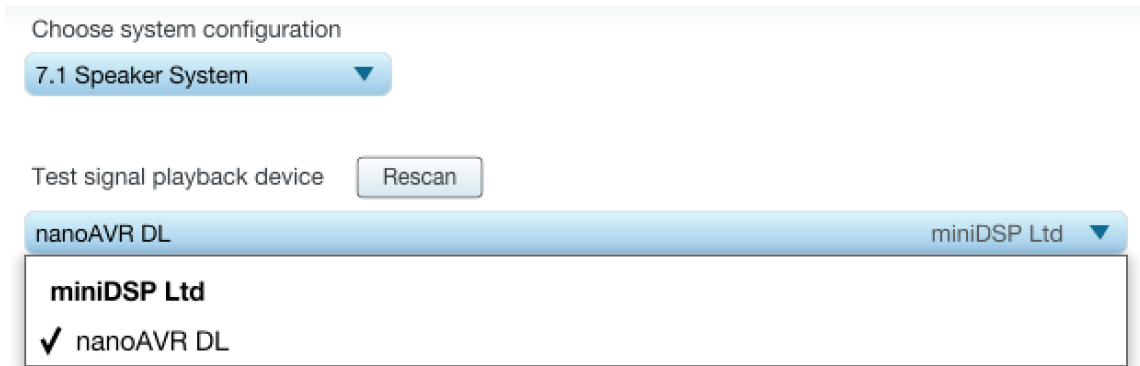 Choose system configuration
7.1 Speaker System
Test signal playback device Rescan
nanoAVR DL miniDSP Ltd
miniDSP Ltd
nanoAVR DL